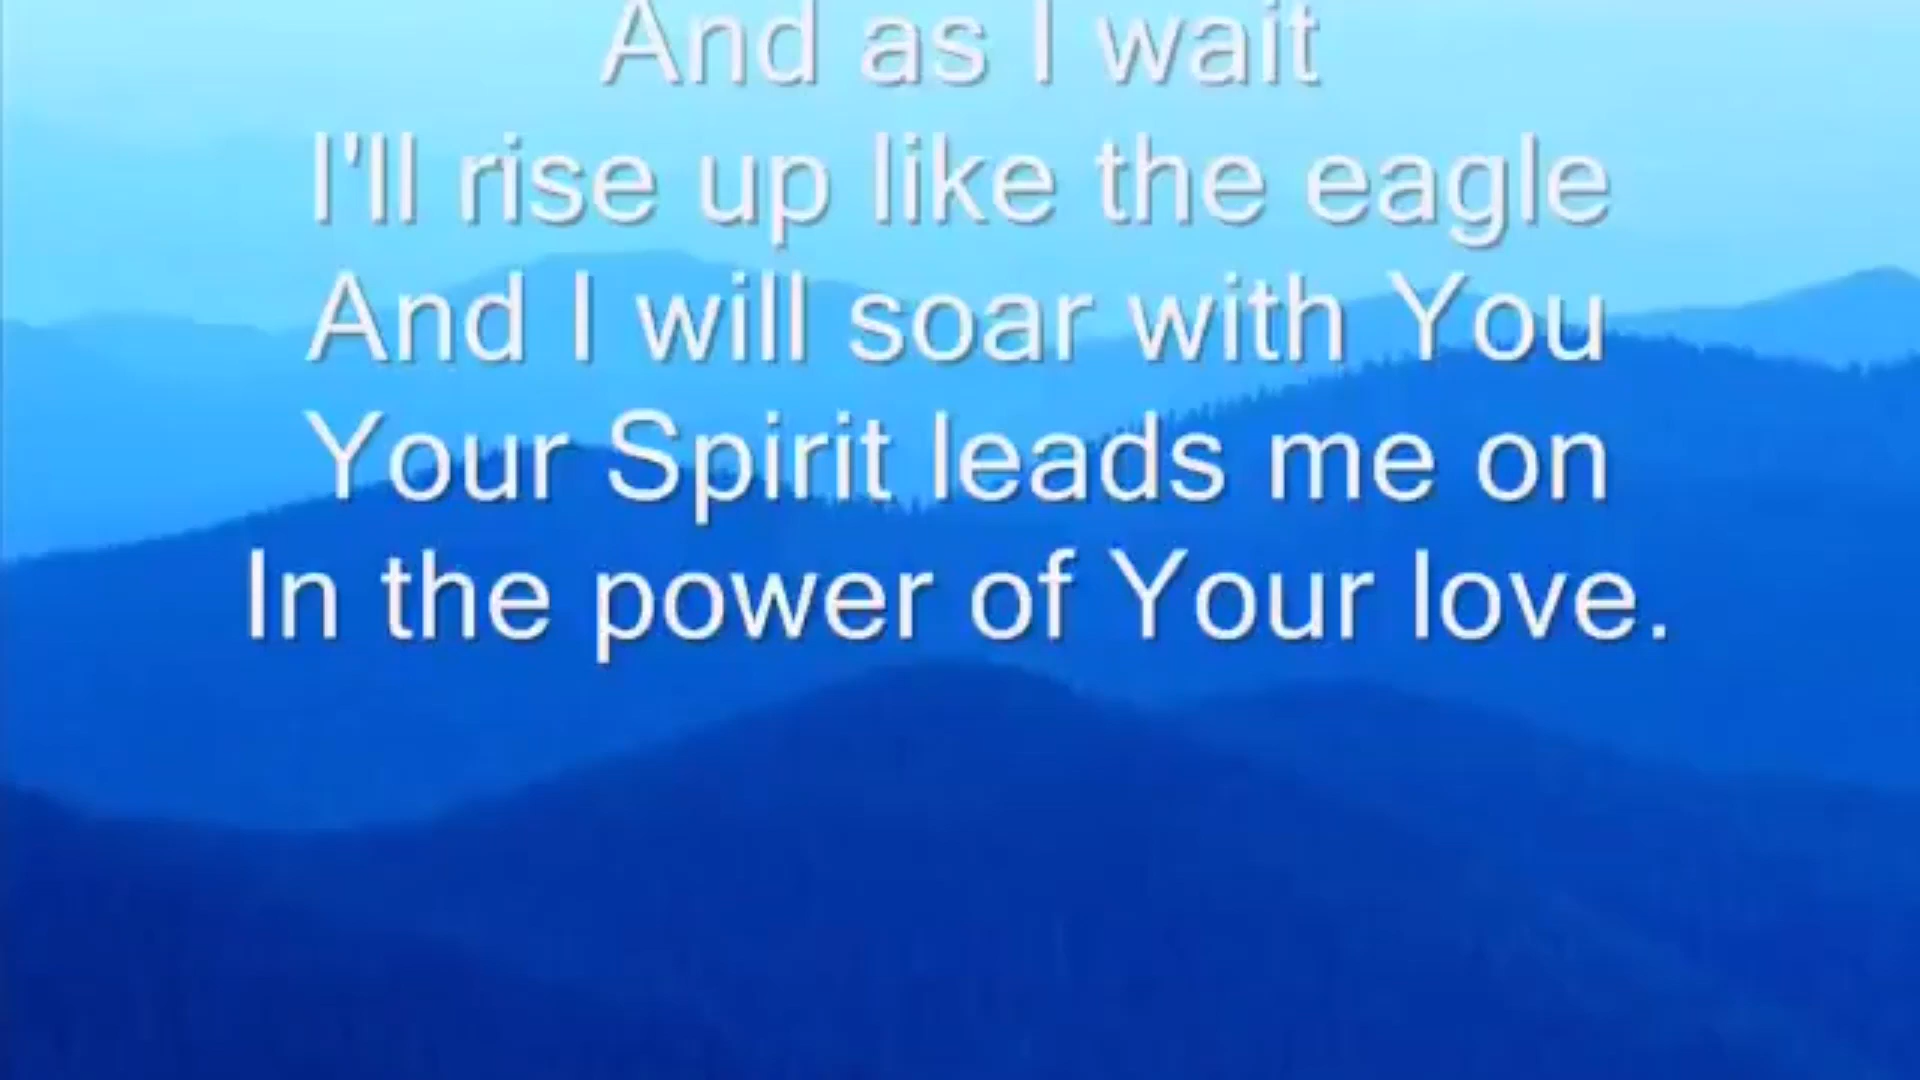 And as I wait
I'll rise up like the eagle
And I will soar with You
Your Spirit leads me on
In the power of Your love.